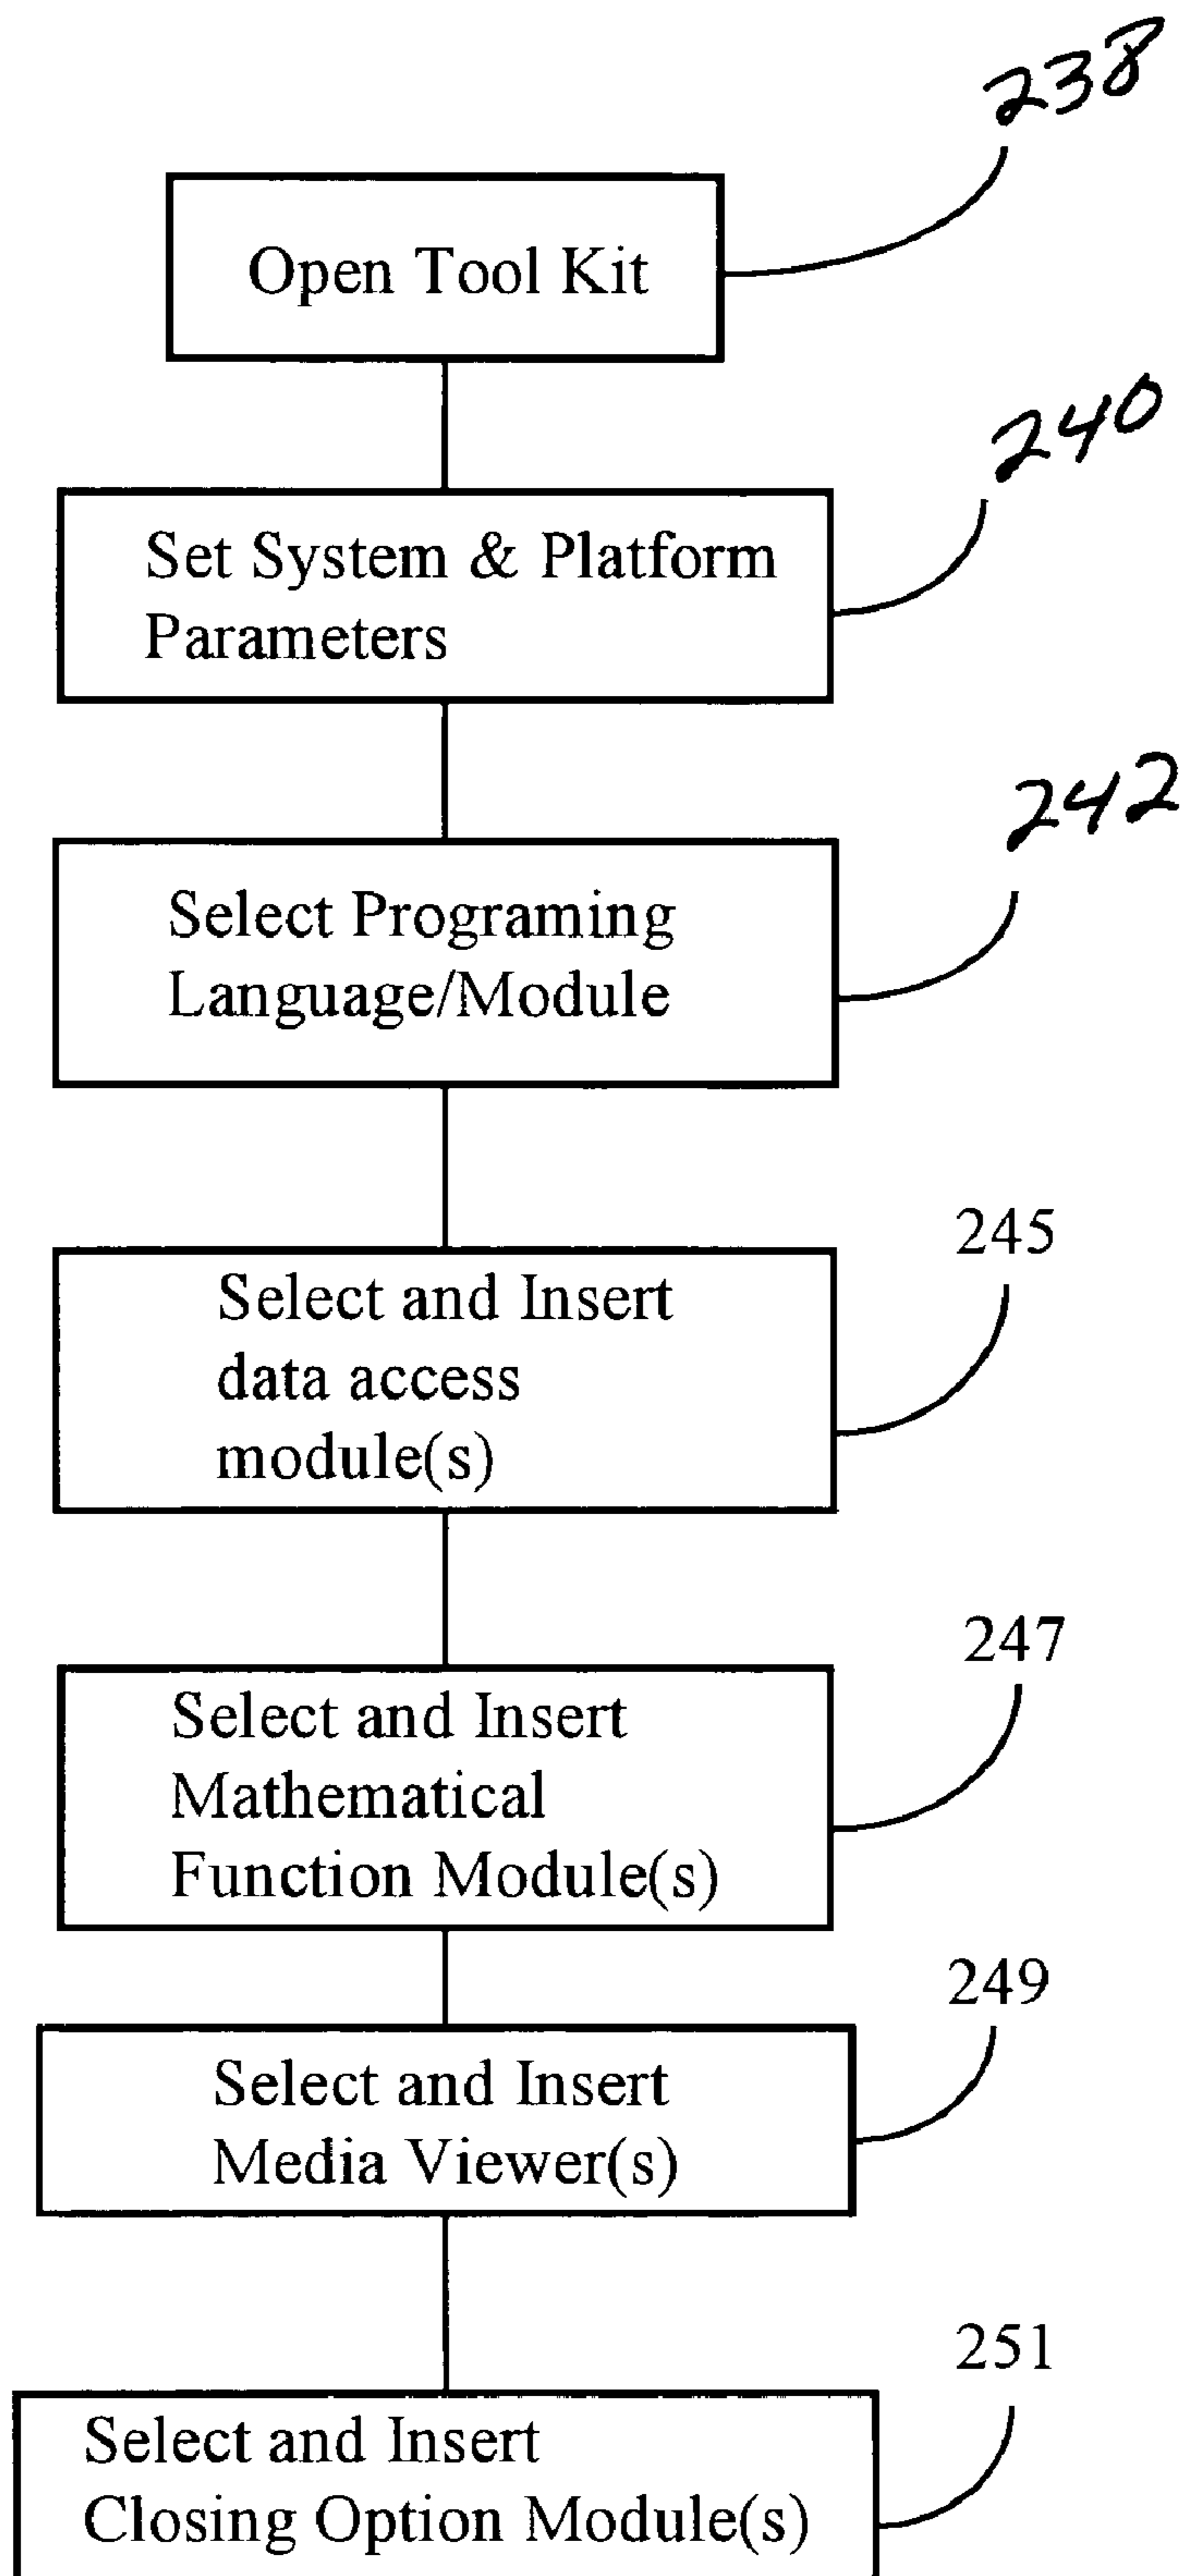 238
Open Tool Kit
240
Set System & Platform
Parameters
242
Select Programing
Language/Module
245
Select and Insert
data access
module(s)
247
Select and Insert
Mathematical
Function Module(s)
249
Select and Insert
Media Viewer(s)
251
Select and Insert
Closing Option Module(s)